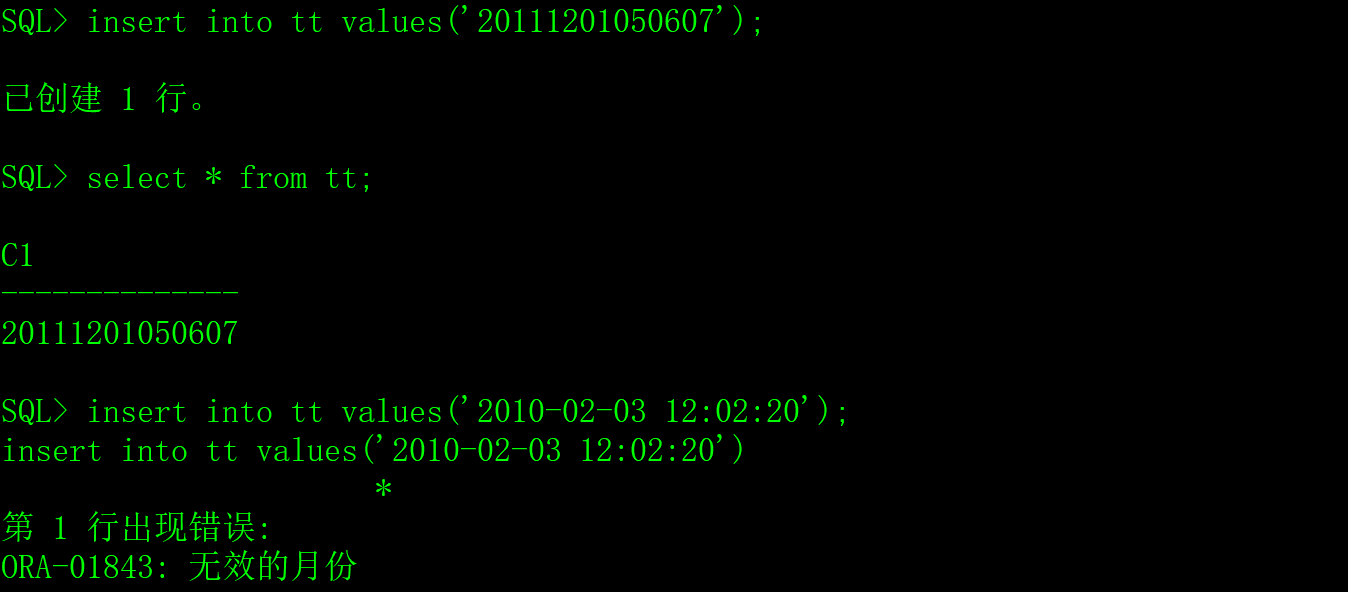 SQL> insert into tt values('20111201050607');
已创建 1 行。
SQL> select * from tt;
C1
--------------
20111201050607
SQL> insert into tt values('2010-02-03 12:02:20');
insert into tt values('2010-02-03 12:02:20')
*
第 1 行出现错误:
ORA-01843: 无效的月份